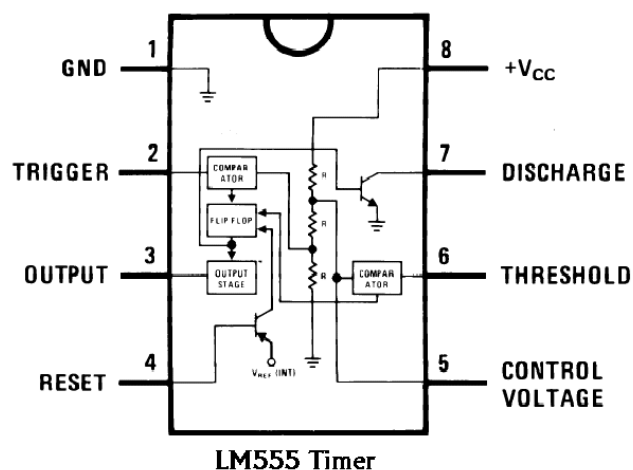 1
GND
8
+VCC
2
TRIGGER
7
DISCHARGE
COMPAR
ATOR
R
FLIP FLOP
R
3
OUTPUT
OUTPUT
STAGE
R
COMPAR
ATOR
6
THRESHOLD
4
RESET
VREF (INT)
5
CONTROL
VOLTAGE
LM555 Timer